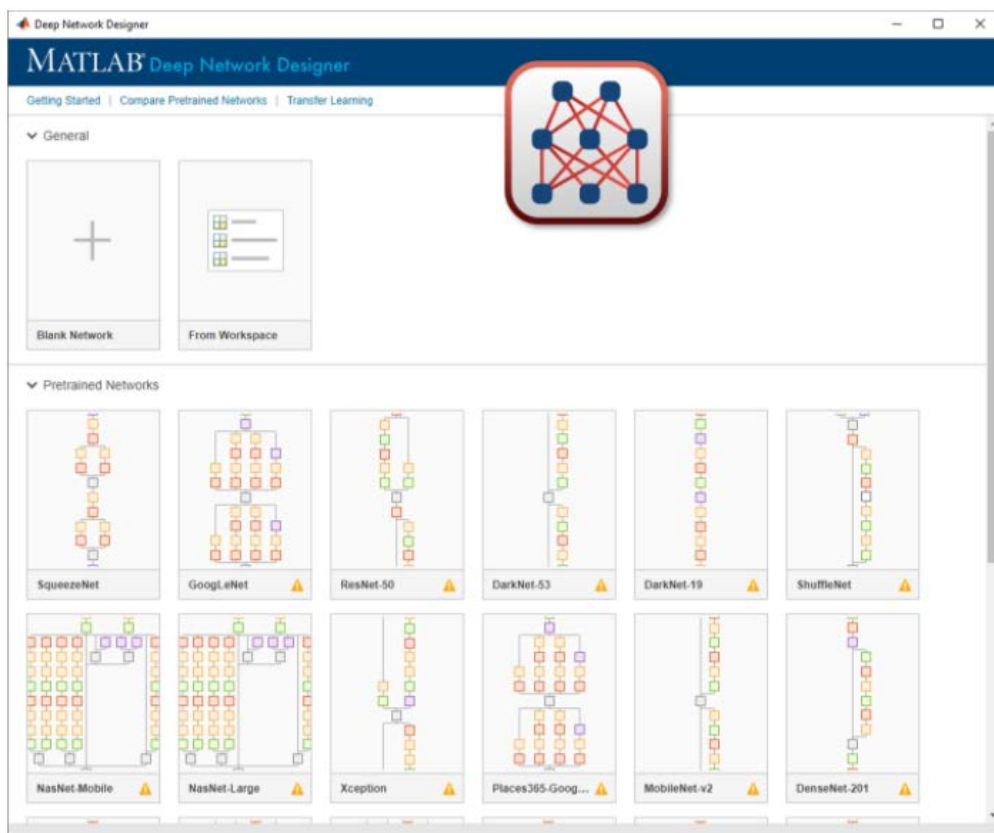 Deep Network Designer
MATLAB® Deep Network Designer
Getting Started | Compare Pretrained Networks | Transfer Learning
General
Blank Network
From Workspace
Pretrained Networks
SqueezeNet
GoogLeNet
ResNet-50
DarkNet-53
DarkNet-19
ShuffleNet
NasNet-Mobile
NasNet-Large
Xception
Places365-Goog...
MobileNet-v2
DenseNet-201